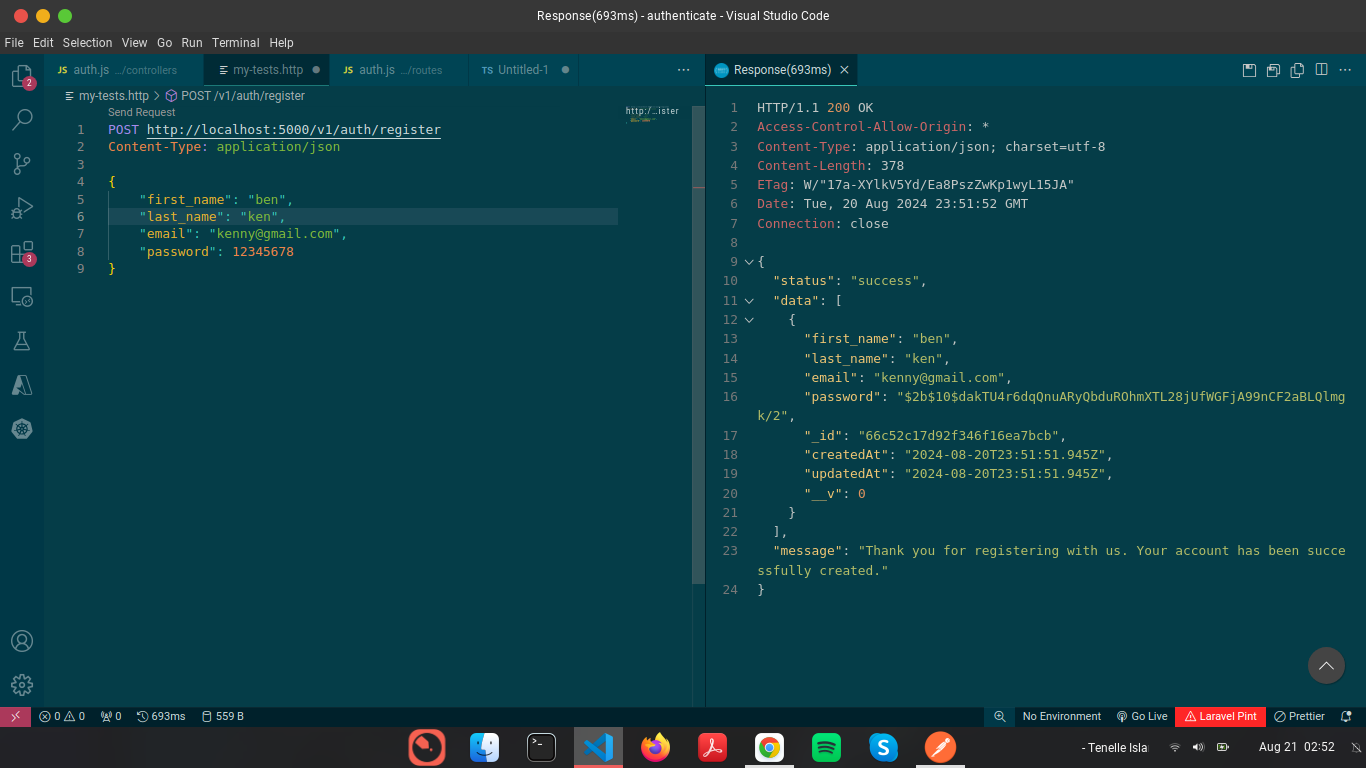 Response(693ms) - authenticate - Visual Studio Code
File Edit Selection View Go Run Terminal Help
JS auth.js .../controllers
my-tests.http
JS auth.js .../routes
TS Untitled-1
...
Response(693ms)
my-tests.http > POST /v1/auth/register
Send Request
1 POST http://localhost:5000/v1/auth/register
2 Content-Type: application/json
3
4 {
5 "first_name": "ben",
6 "last_name": "ken",
7 "email": "kenny@gmail.com",
8 "password": 12345678
9 }
http:/…ister
1 HTTP/1.1 200 OK
2 Access-Control-Allow-Origin: *
3 Content-Type: application/json; charset=utf-8
4 Content-Length: 378
5 ETag: W/"17a-XYlkV5Yd/Ea8PszZwKp1wyL15JA"
6 Date: Tue, 20 Aug 2024 23:51:52 GMT
7 Connection: close
8
9 {
10 "status": "success",
11 "data": [
12 {
13 "first_name": "ben",
14 "last_name": "ken",
15 "email": "kenny@gmail.com",
16 "password": "$2b$10$dakTU4r6dqQnuARyQbduROhmXTL28jUfWGFjA99nCF2aBLQlmg
k/2",
17 "_id": "66c52c17d92f346f16ea7bcb",
18 "createdAt": "2024-08-20T23:51:51.945Z",
19 "updatedAt": "2024-08-20T23:51:51.945Z",
20 "__v": 0
21 }
22 ],
23 "message": "Thank you for registering with us. Your account has been succe
ssfully created."
24 }
2
3
0 0 0 693ms 559 B
No Environment Go Live Laravel Pint Prettier
>_
- Tenelle Isla
Aug 21 02:52